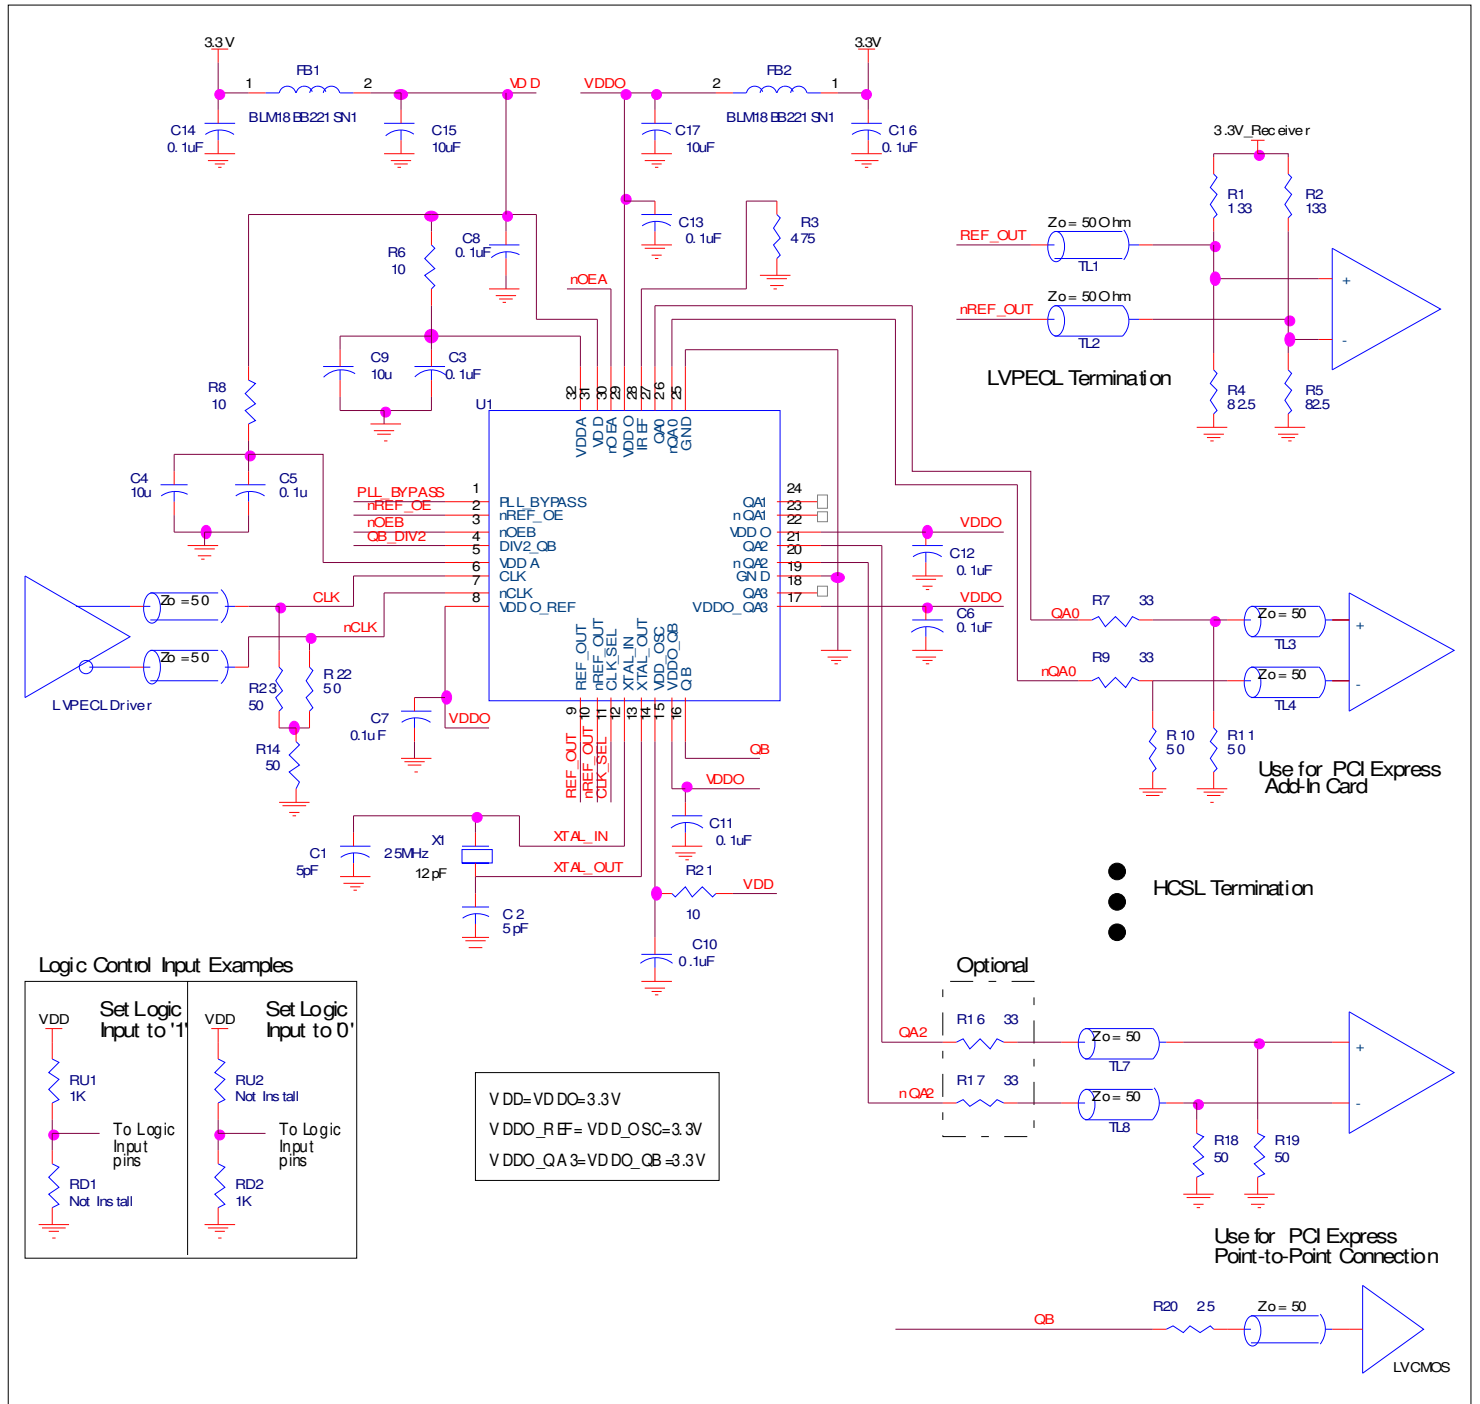 3.3V
3.3V
FB1
FB2
1 2
VDD
VDDO
2 1
BLM18BB221SN1
BLM18BB221SN1
C14
0.1uF
C15
10uF
C17
10uF
C16
0.1uF
3.3V_Receiver
R1
133
R2
133
C13
0.1uF
R3
475
C8
0.1uF
R6
10
Zo = 50 Ohm
REF_OUT
TL1
nOEA
Zo = 50 Ohm
nREF_OUT
TL2
+
-
LVPECL Termination
R4
82.5
R5
82.5
C9
10u
C3
0.1uF
R8
10
U1
32
31
30
29
28
27
26
25
VDDA
VDD
nOEA
VDDO
IREF
QA0
nQA0
GND
C4
10u
C5
0.1u
PLL_BYPASS
nREF_OE
nOEB
QB_DIV2
1
2
3
4
5
6
7
8
PLL_BYPASS
nREF_OE
nOEB
DIV2_QB
VDDA
CLK
nCLK
VDDO_REF
24
23
22
21
20
19
18
17
QA1
nQA1
VDDO
QA2
nQA2
GND
QA3
VDDO_QA3
VDDO
C12
0.1uF
VDDO
C6
0.1uF
Zo = 50
CLK
Zo = 50
nCLK
LVPECL Driver
R23
50
R22
50
R14
50
REF_OUT
nREF_OUT
CLK_SEL
XTAL_IN
XTAL_OUT
VDD_OSC
VDDO_QB
QB
9
10
11
12
13
14
15
16
C7
0.1uF
VDDO
REF_OUT
nREF_OUT
CLK_SEL
QB
VDDO
C11
0.1uF
QA0
R7 33
Zo = 50
TL3
nQA0
R9 33
Zo = 50
TL4
+
-
R10
50
R11
50
Use for PCI Express
Add-In Card
XTAL_IN
X1
25MHz
12pF
XTAL_OUT
C1
5pF
C2
5pF
R21
10
VDD
C10
0.1uF
HCSL Termination
Logic Control Input Examples
Set Logic
Input to '1'
VDD
RU1
1K
To Logic
Input
pins
RD1
Not Install
Set Logic
Input to '0'
VDD
RU2
Not Install
To Logic
Input
pins
RD2
1K
VDD=VDDO=3.3V
VDDO_REF=VDD_OSC=3.3V
VDDO_QA3=VDDO_QB=3.3V
Optional
QA2
R16 33
Zo = 50
TL7
nQA2
R17 33
Zo = 50
TL8
+
-
R18
50
R19
50
Use for PCI Express
Point-to-Point Connection
QB
R20 25
Zo = 50
LVCMOS